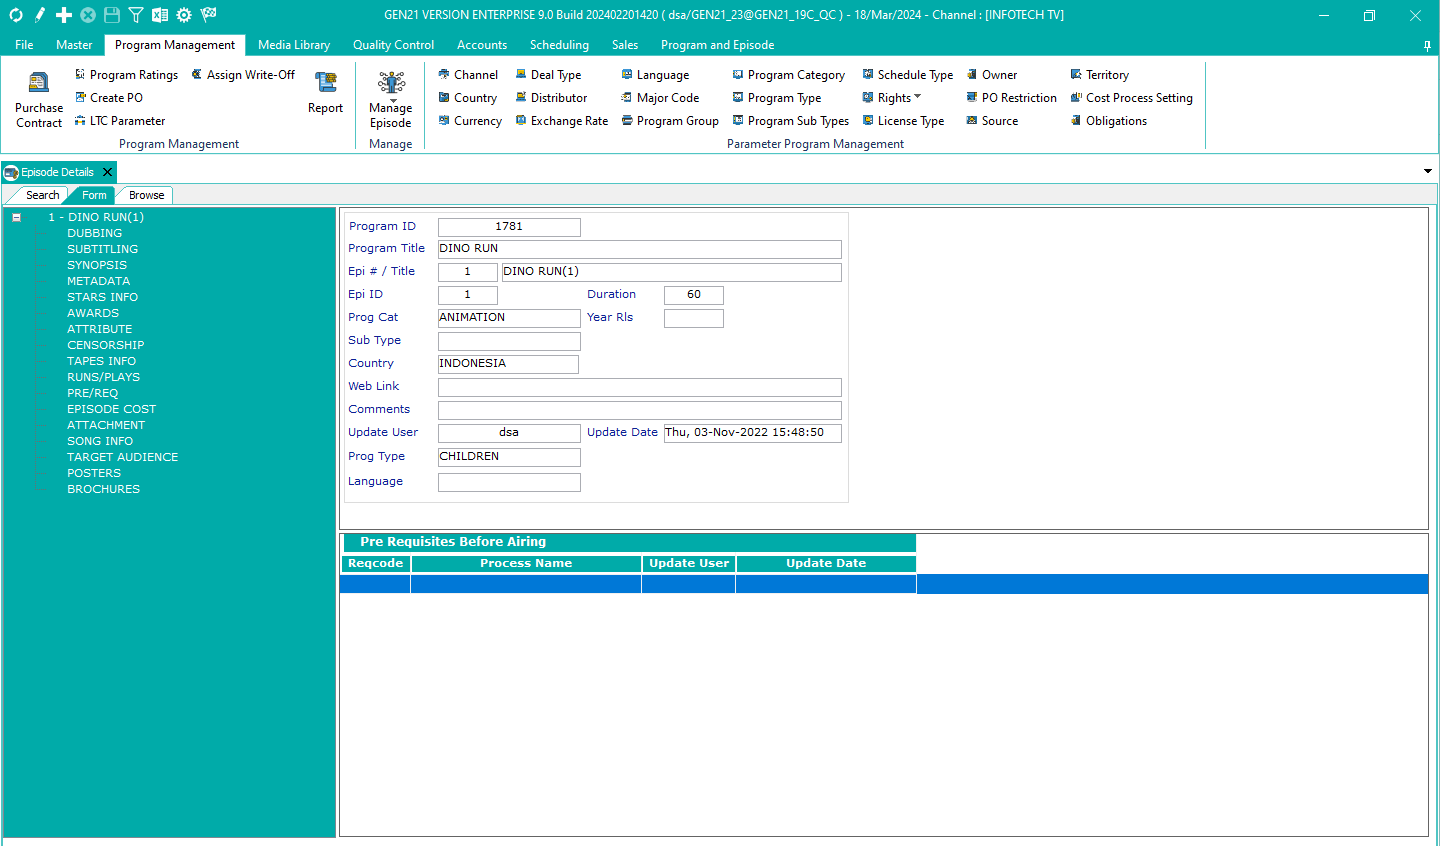 GEN21 VERSION ENTERPRISE 9.0 Build 202402201420 ( dsa/GEN21_23@GEN21_19C_QC ) - 18/Mar/2024 - Channel : [INFOTECH TV]
File Master Program Management Media Library Quality Control Accounts Scheduling Sales Program and Episode
Purchase Contract
Program Ratings Assign Write-Off
Create PO
LTC Parameter
Report
Program Management
Manage Episode
Manage
Channel Deal Type Language Program Category Schedule Type Owner Territory
Country Distributor Major Code Program Type Rights PO Restriction Cost Process Setting
Currency Exchange Rate Program Group Program Sub Types License Type Source Obligations
Parameter Program Management
Episode Details
Search Form Browse
1 - DINO RUN(1)
DUBBING
SUBTITLING
SYNOPSIS
METADATA
STARS INFO
AWARDS
ATTRIBUTE
CENSORSHIP
TAPES INFO
RUNS/PLAYS
PRE/REQ
EPISODE COST
ATTACHMENT
SONG INFO
TARGET AUDIENCE
POSTERS
BROCHURES
Program ID 1781
Program Title DINO RUN
Epi # / Title 1 DINO RUN(1)
Epi ID 1 Duration 60
Prog Cat ANIMATION Year Rls
Sub Type
Country INDONESIA
Web Link
Comments
Update User dsa Update Date Thu, 03-Nov-2022 15:48:50
Prog Type CHILDREN
Language
Pre Requisites Before Airing
Reqcode Process Name Update User Update Date